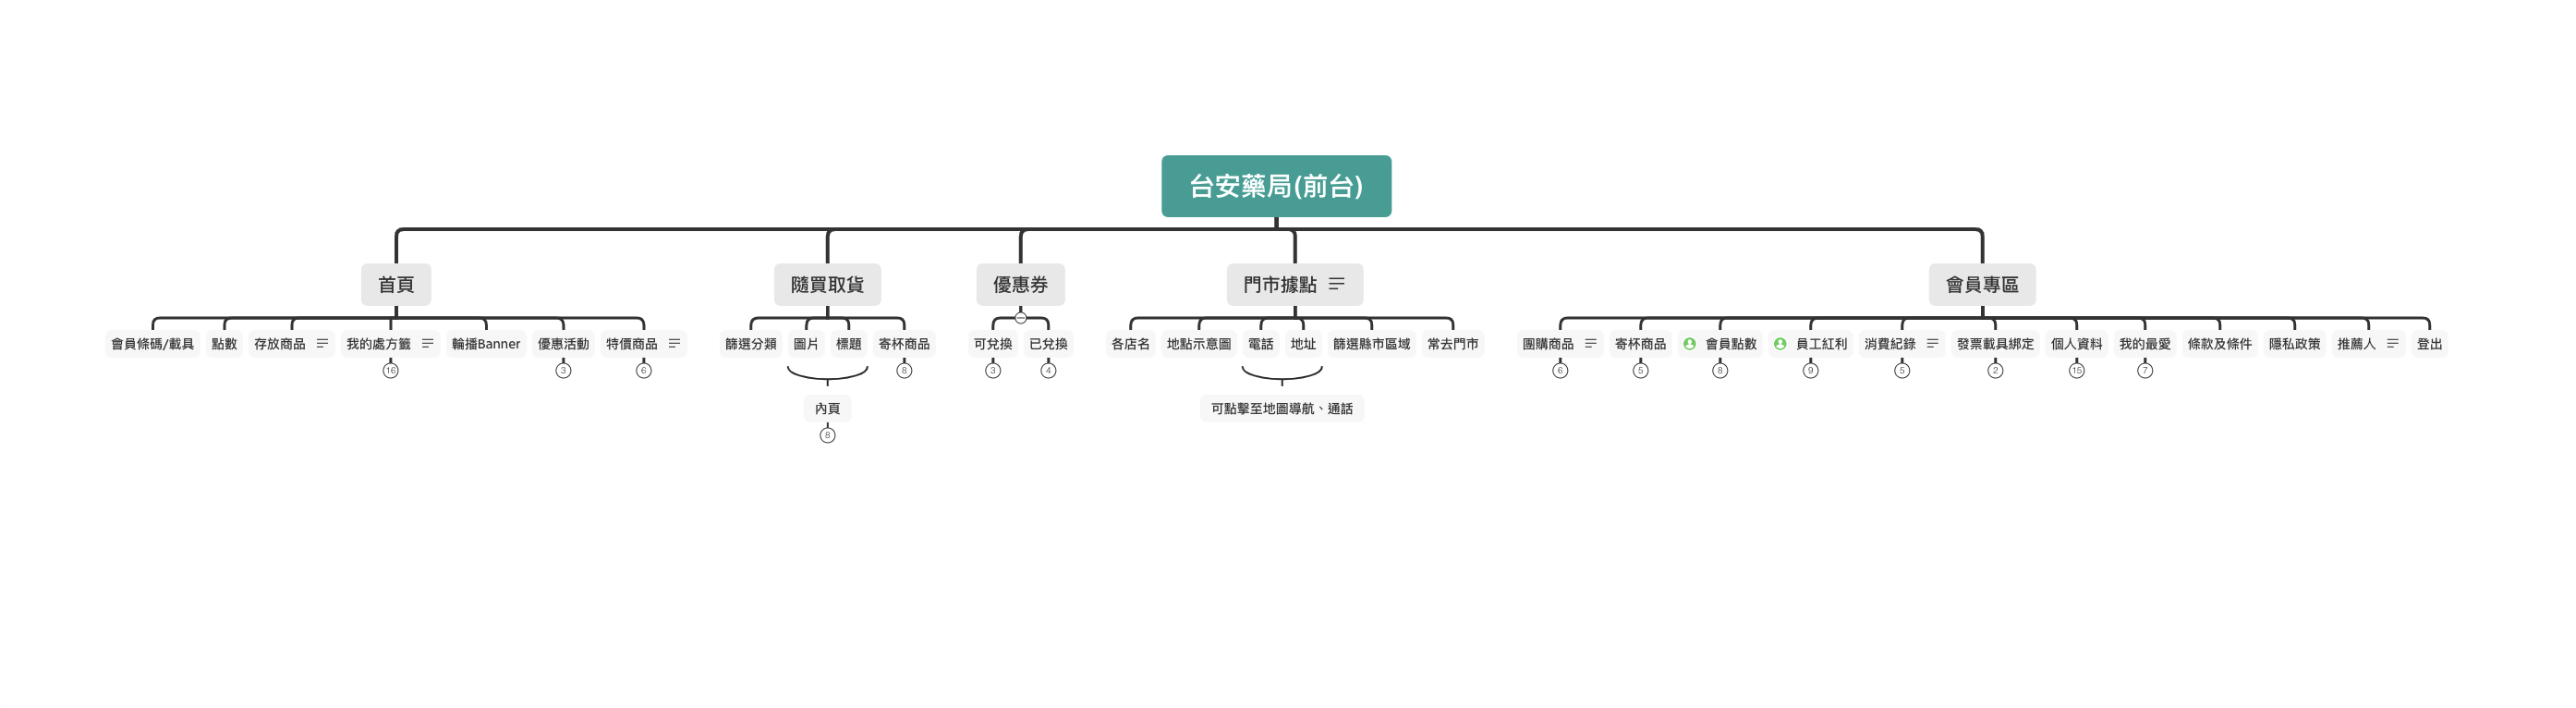 台安藥局(前台)
首頁
隨買取貨
優惠券
門市據點
會員專區
會員條碼/載具
點數
存放商品
我的處方籤
輪播Banner
優惠活動
特價商品
篩選分類
圖片
標題
寄杯商品
可兌換
已兌換
各店名
地點示意圖
電話
地址
篩選縣市區域
常去門市
團購商品
寄杯商品
會員點數
員工紅利
消費紀錄
發票載具綁定
個人資料
我的最愛
條款及條件
隱私政策
推薦人
登出
16
3
6
8
3
4
6
5
8
9
5
2
15
7
內頁
可點擊至地圖導航、通話
8